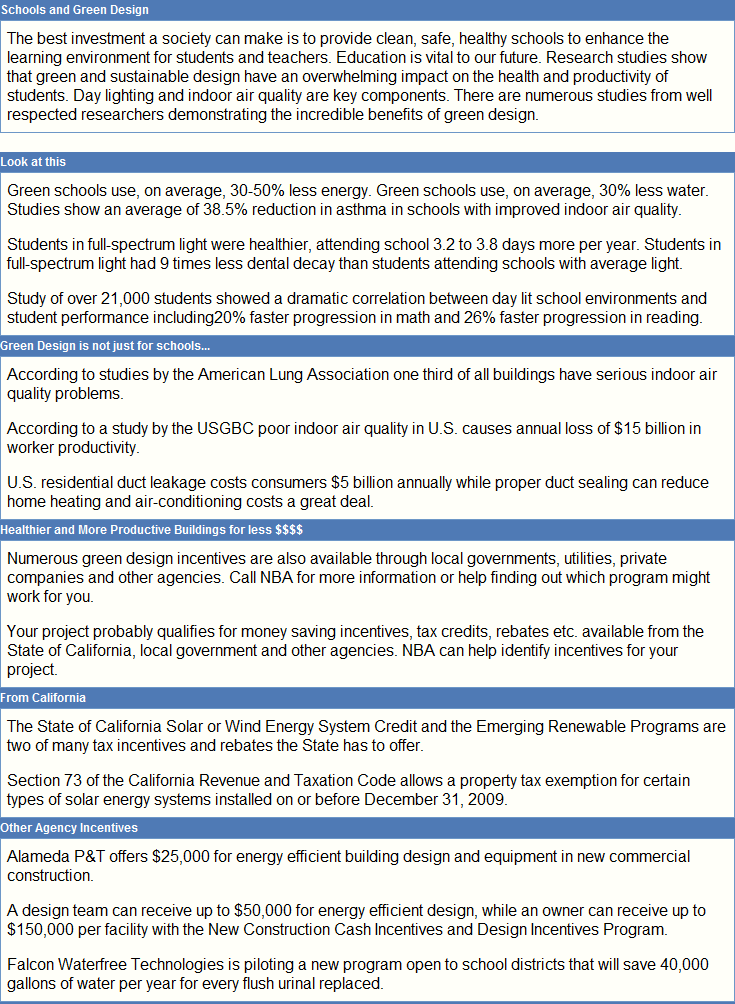 Schools and Green Design
The best investment a society can make is to provide clean, safe, healthy schools to enhance the
learning environment for students and teachers. Education is vital to our future. Research studies show
that green and sustainable design have an overwhelming impact on the health and productivity of
students. Day lighting and indoor air quality are key components. There are numerous studies from well
respected researchers demonstrating the incredible benefits of green design.
Look at this
Green schools use, on average, 30-50% less energy. Green schools use, on average, 30% less water.
Studies show an average of 38.5% reduction in asthma in schools with improved indoor air quality.
Students in full-spectrum light were healthier, attending school 3.2 to 3.8 days more per year. Students in
full-spectrum light had 9 times less dental decay than students attending schools with average light.
Study of over 21,000 students showed a dramatic correlation between day lit school environments and
student performance including20% faster progression in math and 26% faster progression in reading.
Green Design is not just for schools...
According to studies by the American Lung Association one third of all buildings have serious indoor air
quality problems.
According to a study by the USGBC poor indoor air quality in U.S. causes annual loss of $15 billion in
worker productivity.
U.S. residential duct leakage costs consumers $5 billion annually while proper duct sealing can reduce
home heating and air-conditioning costs a great deal.
Healthier and More Productive Buildings for less $$$$
Numerous green design incentives are also available through local governments, utilities, private
companies and other agencies. Call NBA for more information or help finding out which program might
work for you.
Your project probably qualifies for money saving incentives, tax credits, rebates etc. available from the
State of California, local government and other agencies. NBA can help identify incentives for your
project.
From California
The State of California Solar or Wind Energy System Credit and the Emerging Renewable Programs are
two of many tax incentives and rebates the State has to offer.
Section 73 of the California Revenue and Taxation Code allows a property tax exemption for certain
types of solar energy systems installed on or before December 31, 2009.
Other Agency Incentives
Alameda P&T offers $25,000 for energy efficient building design and equipment in new commercial
construction.
A design team can receive up to $50,000 for energy efficient design, while an owner can receive up to
$150,000 per facility with the New Construction Cash Incentives and Design Incentives Program.
Falcon Waterfree Technologies is piloting a new program open to school districts that will save 40,000
gallons of water per year for every flush urinal replaced.